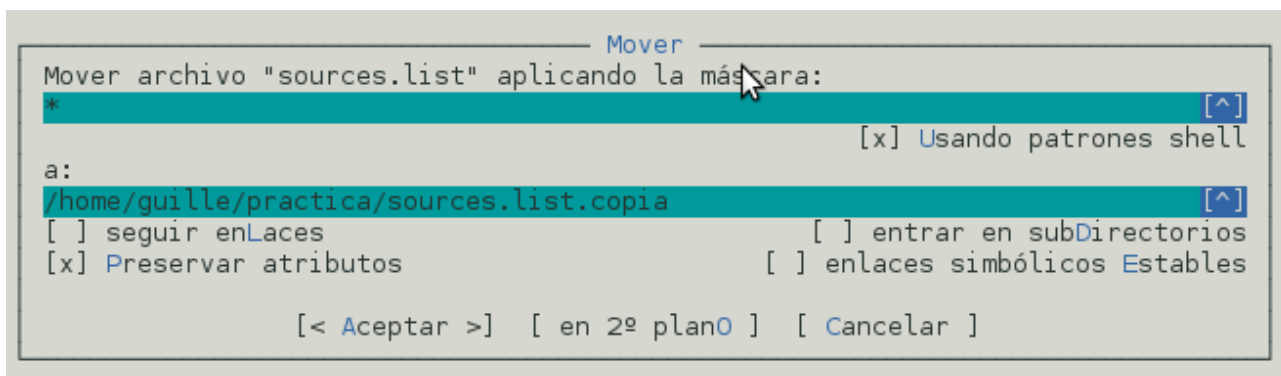 Mover
Mover archivo "sources.list" aplicando la máscara:
* [^]
[x] Usando patrones shell
a:
/home/guille/practica/sources.list.copia [^]
[ ] seguir enLaces [ ] entrar en subDirectorios
[x] Preservar atributos [ ] enlaces simbólicos Estables
[< Aceptar >] [ en 2º planO ] [ Cancelar ]